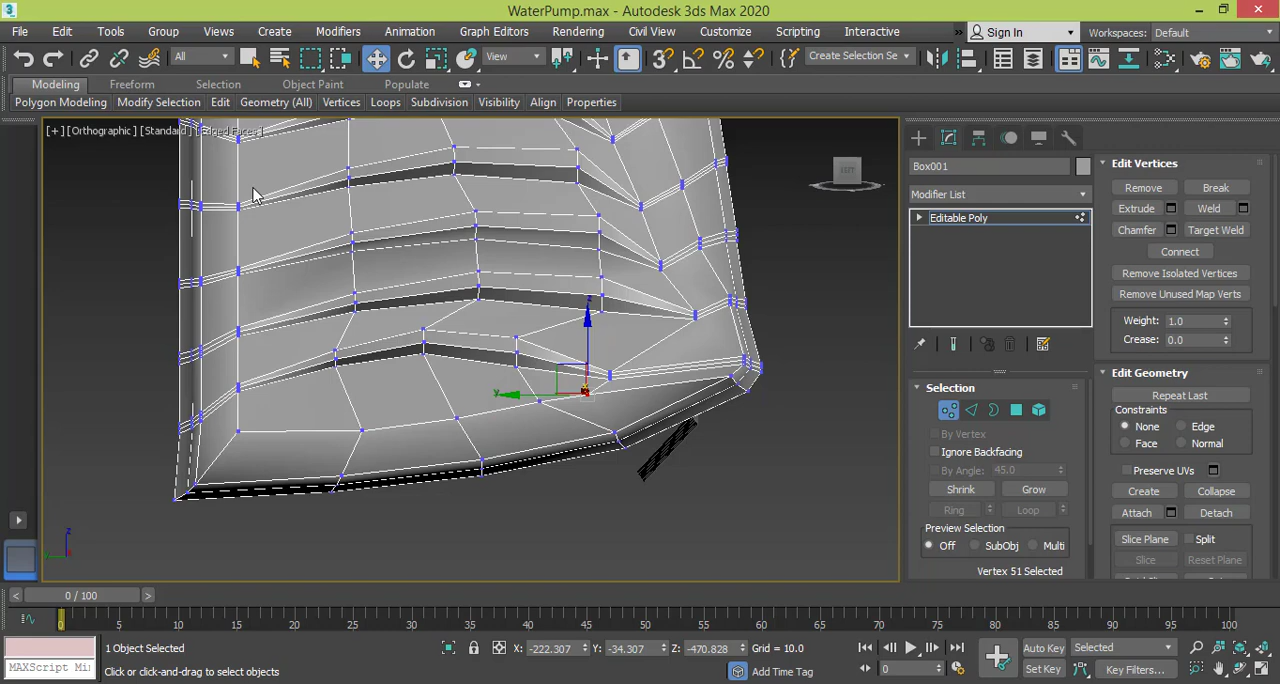 WaterPump.max - Autodesk 3ds Max 2020
File Edit Tools Group Views Create Modifiers Animation Graph Editors Rendering Civil View Customize Scripting Interactive Sign In Workspaces: Default
All View Create Selection Se
Modeling Freeform Selection Object Paint Populate
Polygon Modeling Modify Selection Edit Geometry (All) Vertices Loops Subdivision Visibility Align Properties
[+] [Orthographic] [Standard] [Edged Faces]
z
y
z
y
Box001
Modifier List
Editable Poly
Selection
By Vertex
Ignore Backfacing
By Angle: 45.0
Shrink Grow
Ring Loop
Preview Selection
Off SubObj Multi
Vertex 51 Selected
Edit Vertices
Remove Break
Extrude Weld
Chamfer Target Weld
Connect
Remove Isolated Vertices
Remove Unused Map Verts
Weight: 1.0
Crease: 0.0
Edit Geometry
Repeat Last
Constraints
None Edge
Face Normal
Preserve UVs
Create Collapse
Attach Detach
Slice Plane Split
Slice Reset Plane
< 0 / 100 >
0 5 10 15 20 25 30 35 40 45 50 55 60 65 70 75 80 85 90 95 100
1 Object Selected
X: -222.307 Y: -34.307 Z: -470.828 Grid = 10.0
Auto Key Selected
MAXScript Mi
Click or click-and-drag to select objects
Add Time Tag
0
Set Key Key Filters...